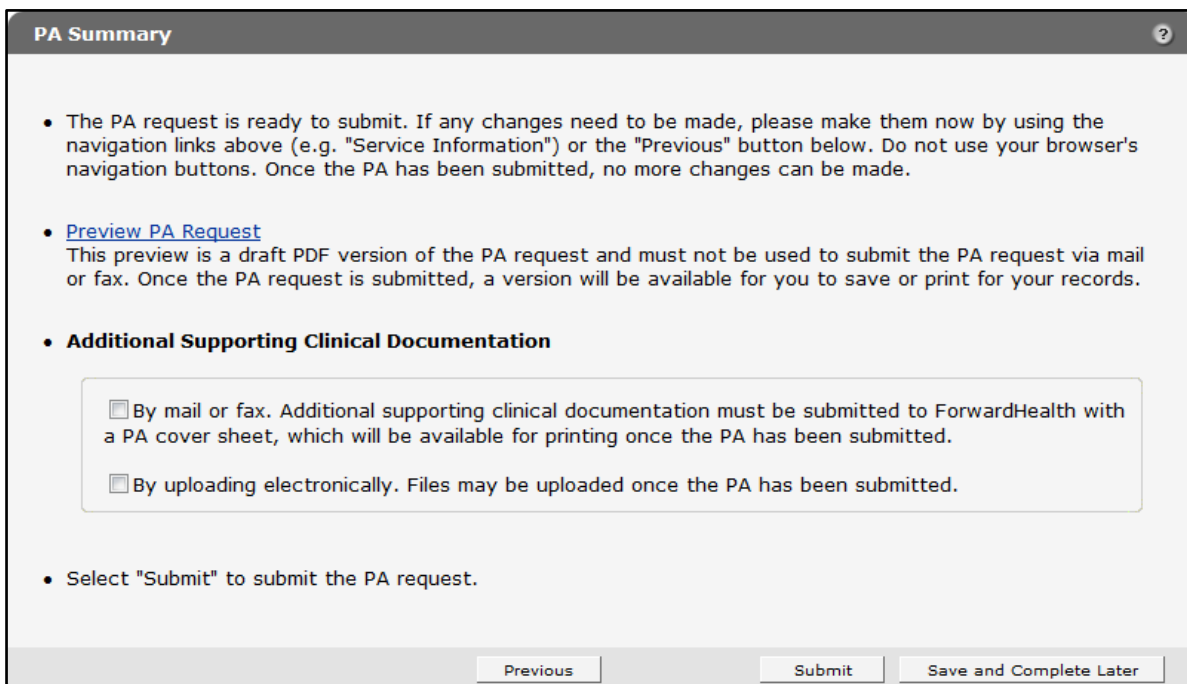 PA Summary
?
• The PA request is ready to submit. If any changes need to be made, please make them now by using the
navigation links above (e.g. "Service Information") or the "Previous" button below. Do not use your browser's
navigation buttons. Once the PA has been submitted, no more changes can be made.
• Preview PA Request
This preview is a draft PDF version of the PA request and must not be used to submit the PA request via mail
or fax. Once the PA request is submitted, a version will be available for you to save or print for your records.
• Additional Supporting Clinical Documentation
By mail or fax. Additional supporting clinical documentation must be submitted to ForwardHealth with
a PA cover sheet, which will be available for printing once the PA has been submitted.
By uploading electronically. Files may be uploaded once the PA has been submitted.
• Select "Submit" to submit the PA request.
Previous Submit Save and Complete Later